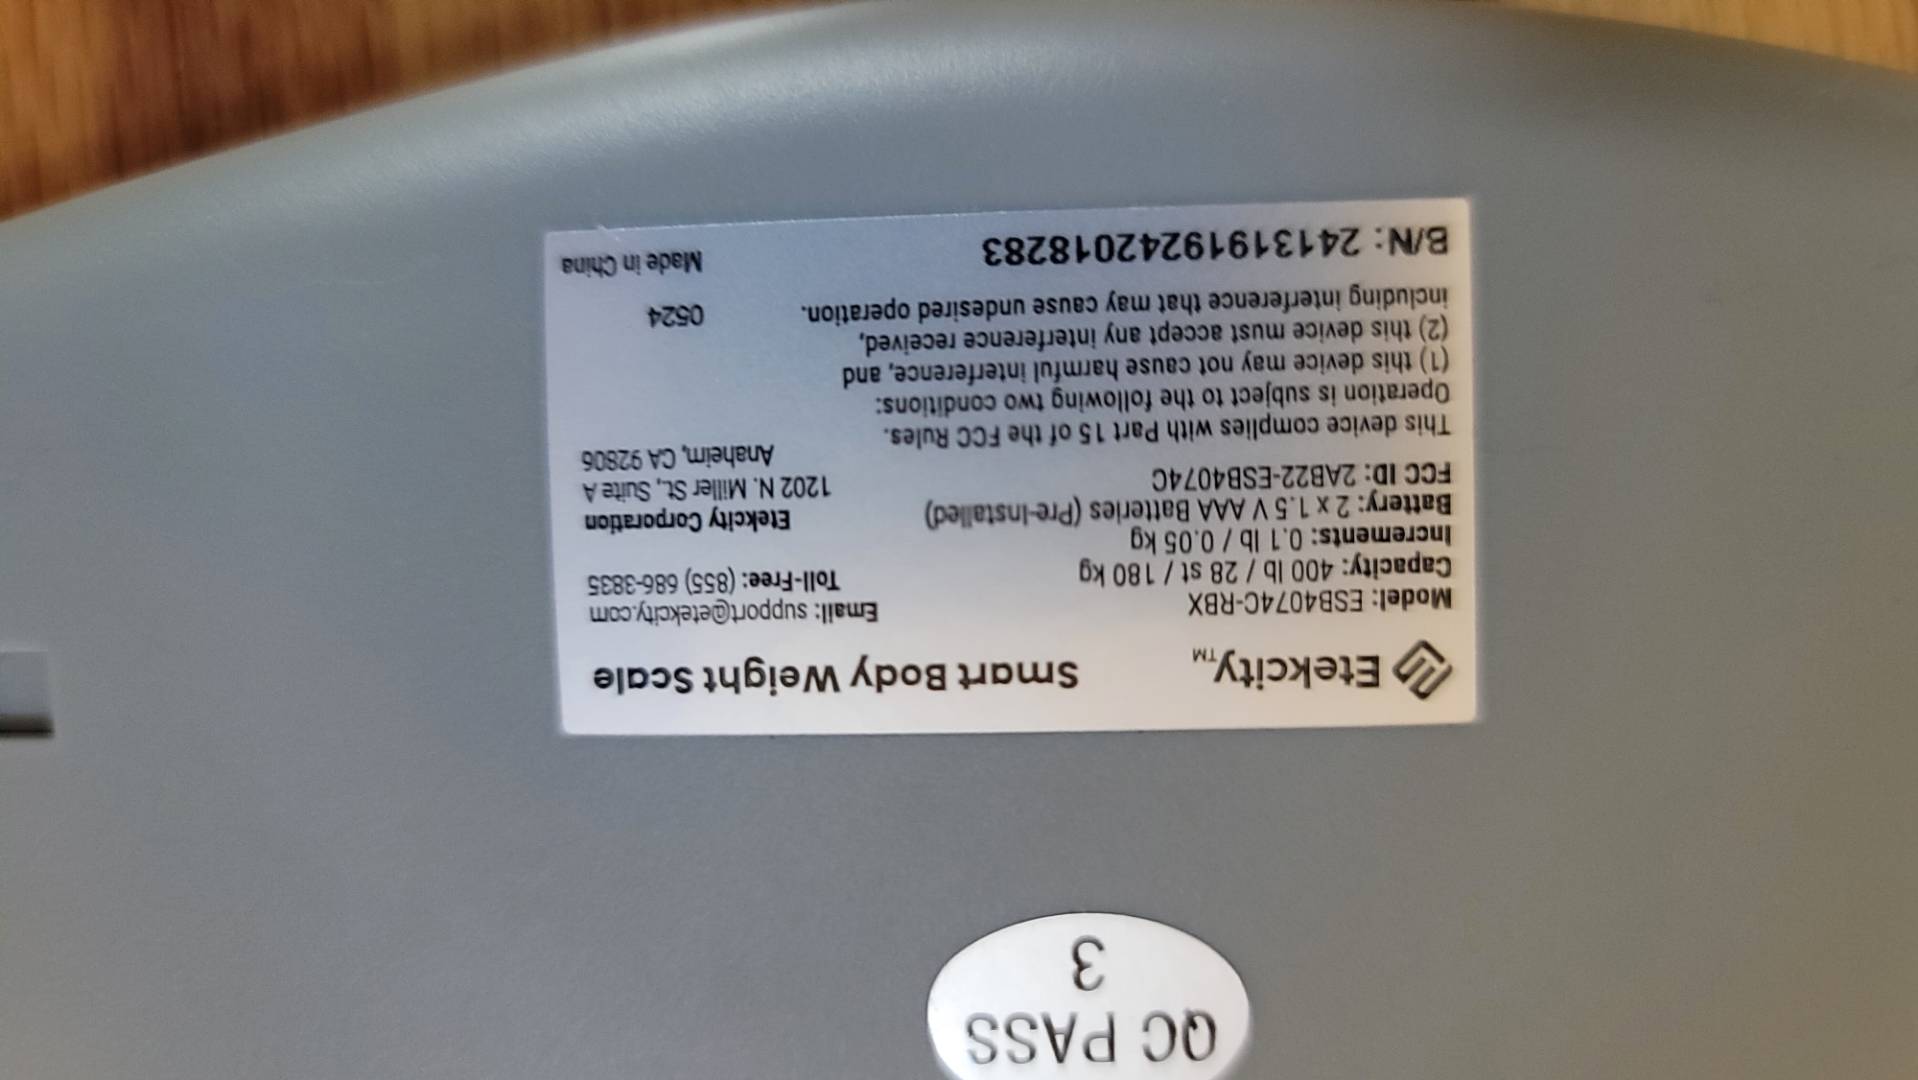 QC PASS
3
Etekcity™
Smart Body Weight Scale
Model: ESB4074C-RBX
Capacity: 400 lb / 28 st / 180 kg
Increments: 0.1 lb / 0.05 kg
Battery: 2 x 1.5 V AAA Batteries (Pre-Installed)
FCC ID: 2AB22-ESB4074C
Email: support@etekcity.com
Toll-Free: (855) 686-3835
Etekcity Corporation
1202 N. Miller St., Suite A
Anaheim, CA 92806
This device complies with Part 15 of the FCC Rules.
Operation is subject to the following two conditions:
(1) this device may not cause harmful interference, and
(2) this device must accept any interference received,
including interference that may cause undesired operation.
0524
B/N: 24131919242018283
Made in China